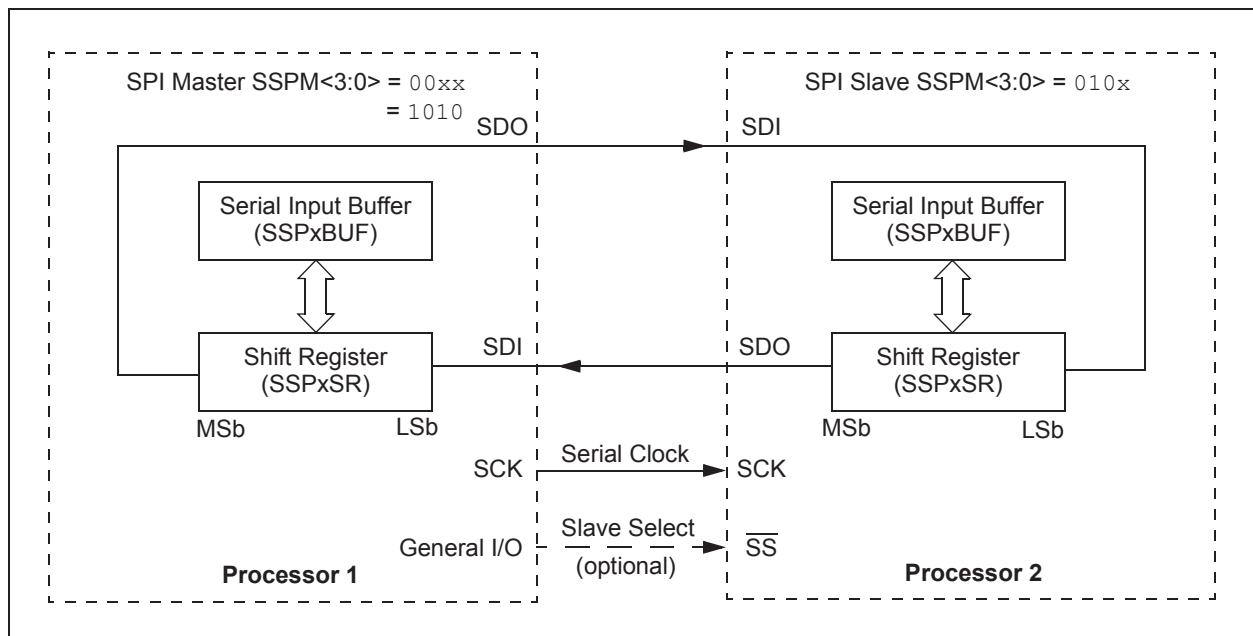 SPI Master SSPM<3:0> = 00xx
= 1010
SDO
Serial Input Buffer
(SSPxBUF)
Shift Register
(SSPxSR)
MSb
LSb
SDI
SCK
General I/O
Processor 1
Serial Clock
Slave Select
(optional)
SPI Slave SSPM<3:0> = 010x
SDI
Serial Input Buffer
(SSPxBUF)
SDO
Shift Register
(SSPxSR)
MSb
LSb
SCK
S̅S̅
Processor 2